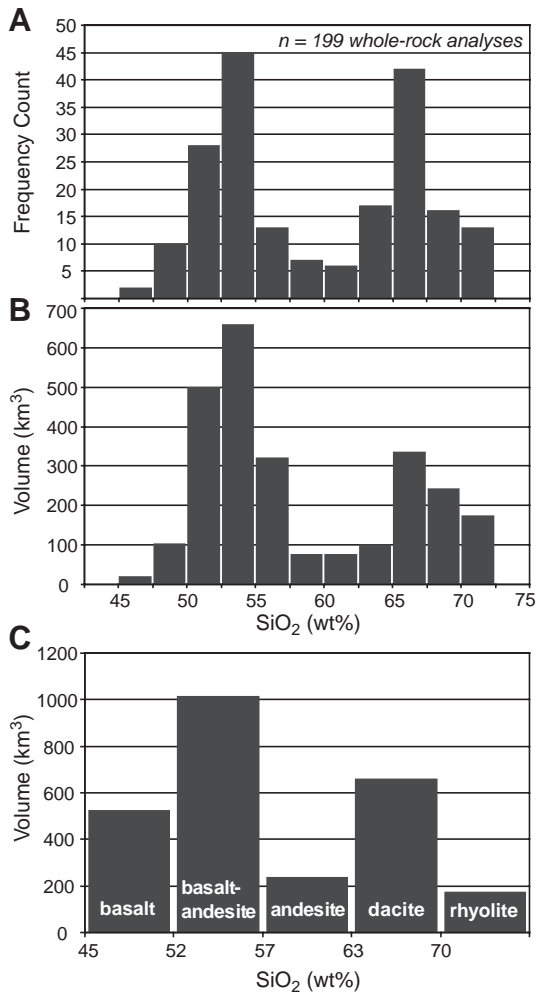 A
n = 199 whole-rock analyses
Frequency Count
50
45
40
35
30
25
20
15
10
5
B
Volume (km³)
700
600
500
400
300
200
100
0
45 50 55 60 65 70 75
SiO₂ (wt%)
C
Volume (km³)
1200
1000
800
600
400
200
0
basalt
basalt-
andesite
andesite
dacite
rhyolite
45 52 57 63 70
SiO₂ (wt%)